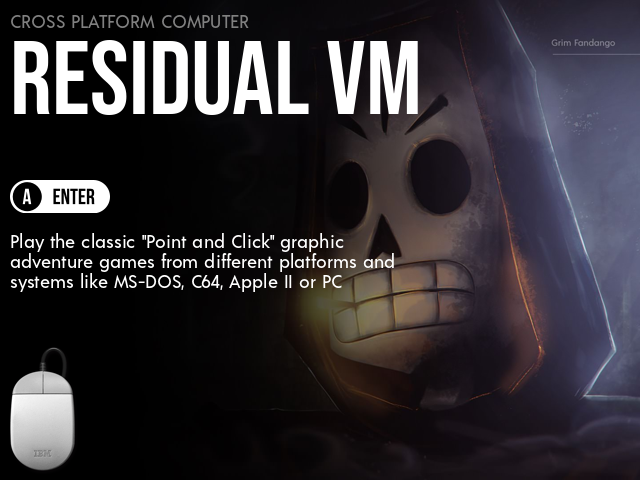 CROSS PLATFORM COMPUTER
RESIDUAL VM
Grim Fandango
A ENTER
Play the classic "Point and Click" graphic
adventure games from different platforms and
systems like MS-DOS, C64, Apple II or PC
IBM